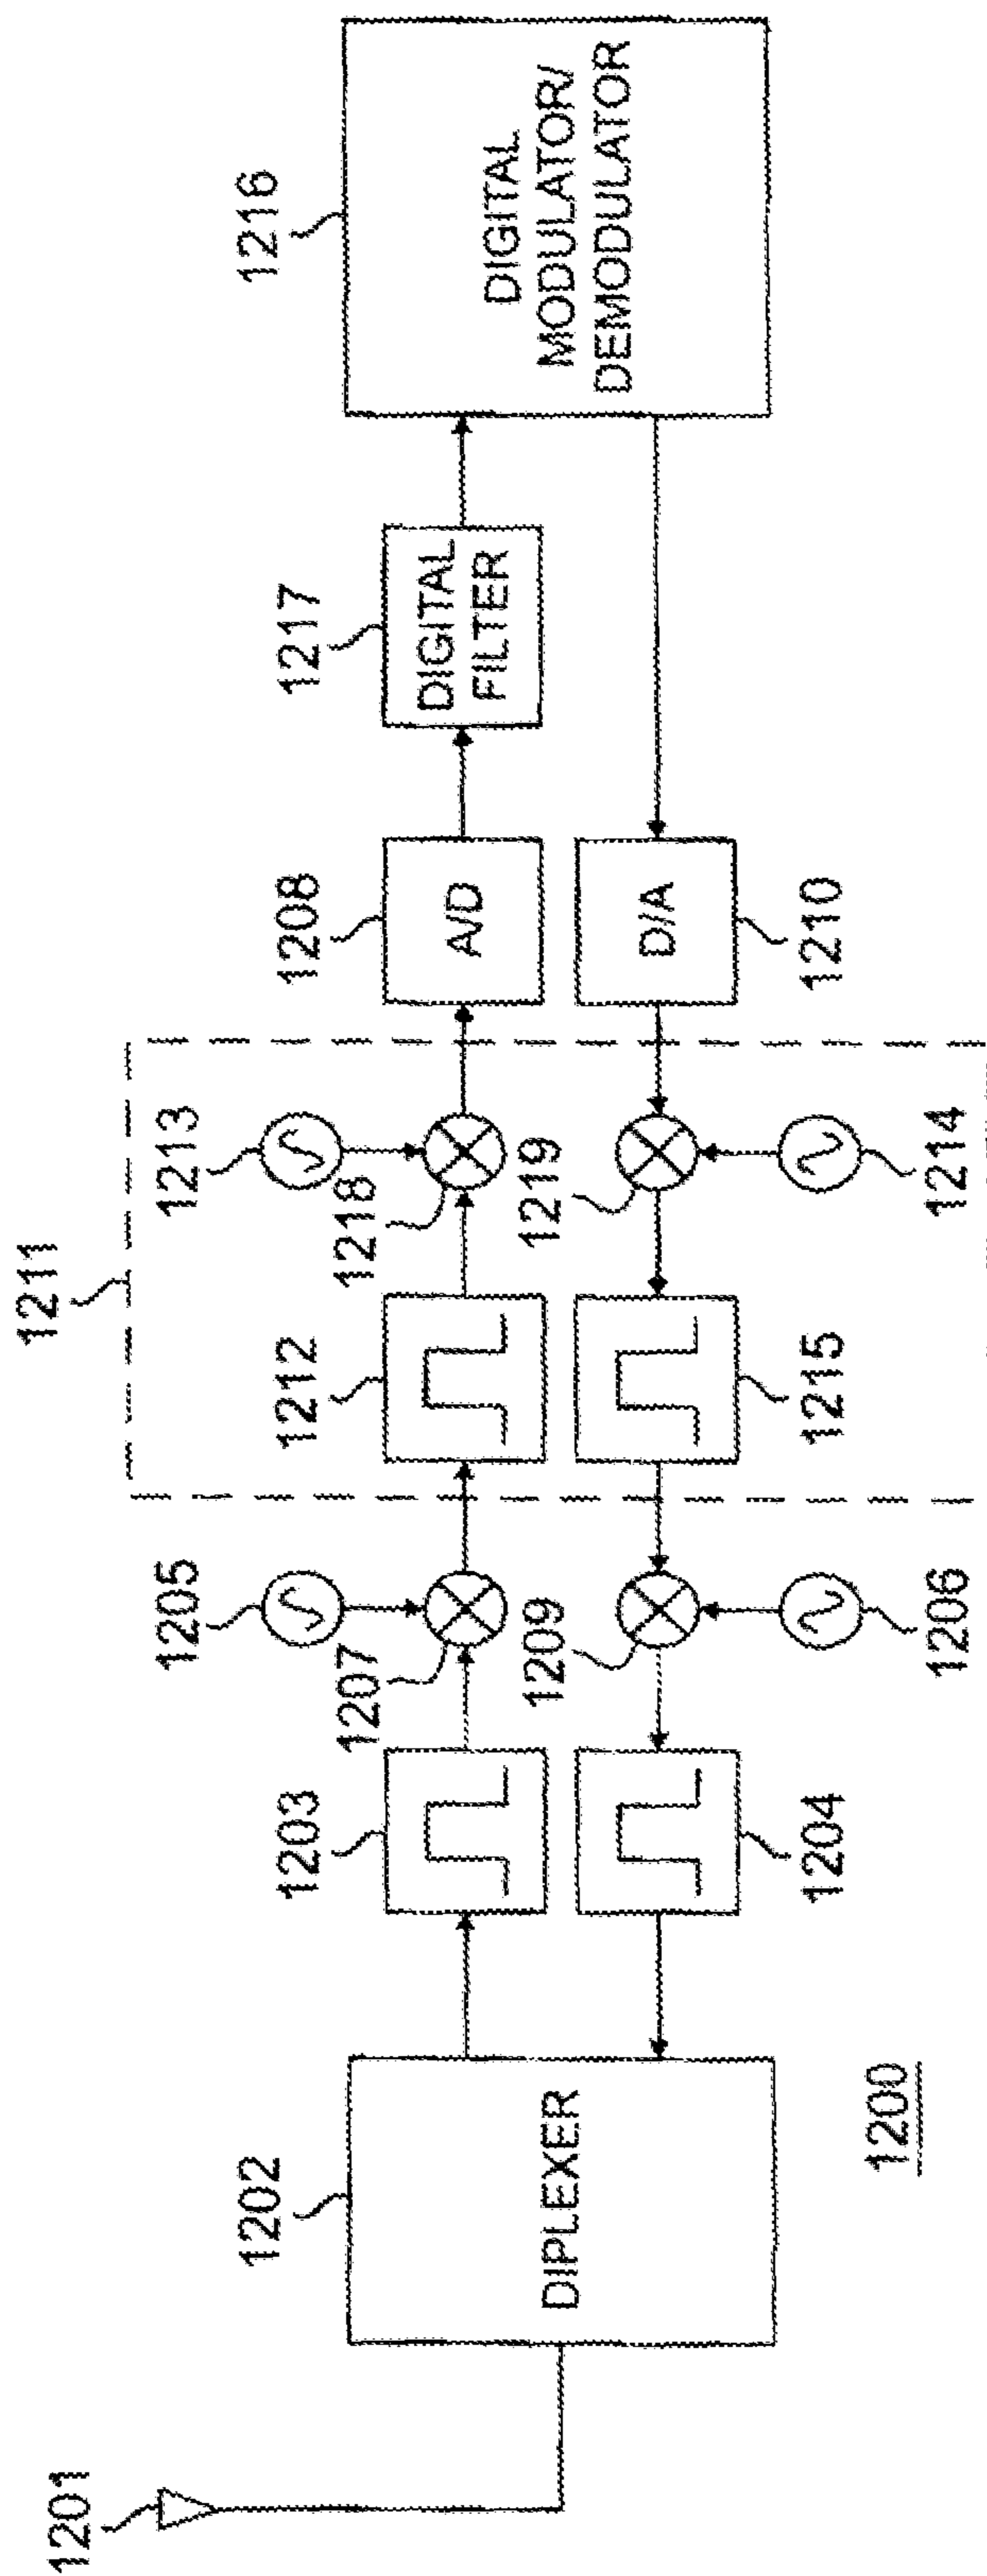 1211
1201
1202
1203
1205
1207
1212
1213
1218
1208
1217
1216
DIPLEXER
A/D
DIGITAL
FILTER
DIGITAL
MODULATOR/
DEMODULATOR
D/A
1209
1219
1204
1206
1215
1214
1210
1200